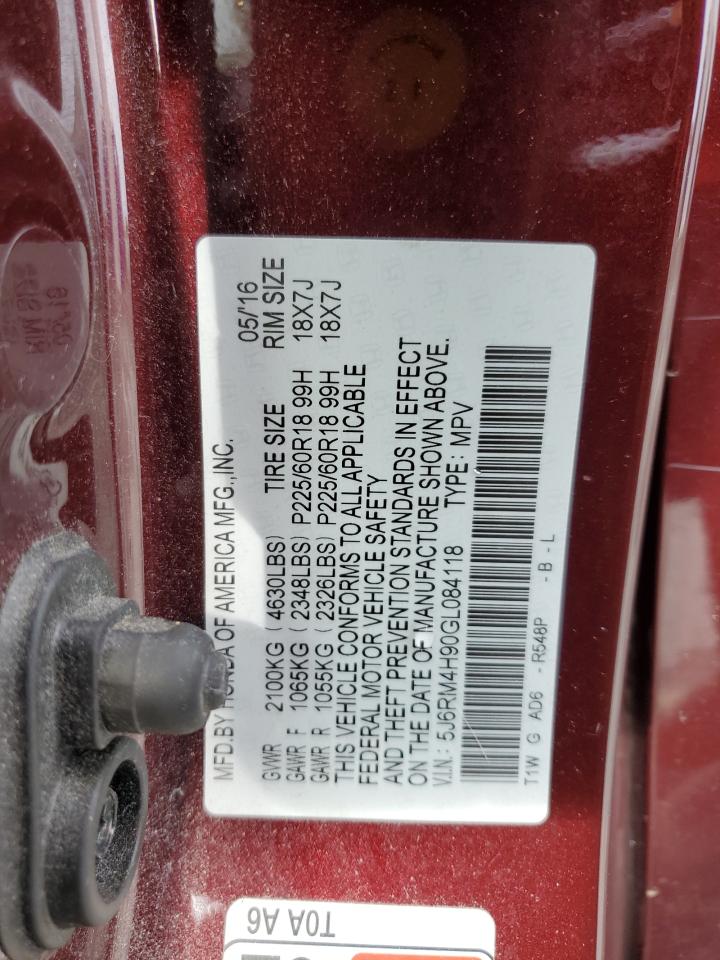 MFD.BY HONDA OF AMERICA MFG.,INC. 05/'16
GVWR 2100KG ( 4630LBS) TIRE SIZE RIM SIZE
GAWR F 1065KG ( 2348LBS) P225/60R18 99H 18X7J
GAWR R 1055KG ( 2326LBS) P225/60R18 99H 18X7J
THIS VEHICLE CONFORMS TO ALL APPLICABLE
FEDERAL MOTOR VEHICLE SAFETY
AND THEFT PREVENTION STANDARDS IN EFFECT
ON THE DATE OF MANUFACTURE SHOWN ABOVE.
V.I.N.: 5J6RM4H90GL084118 TYPE: MPV
T1W G AD6 - R548P - B - L
T0A A6